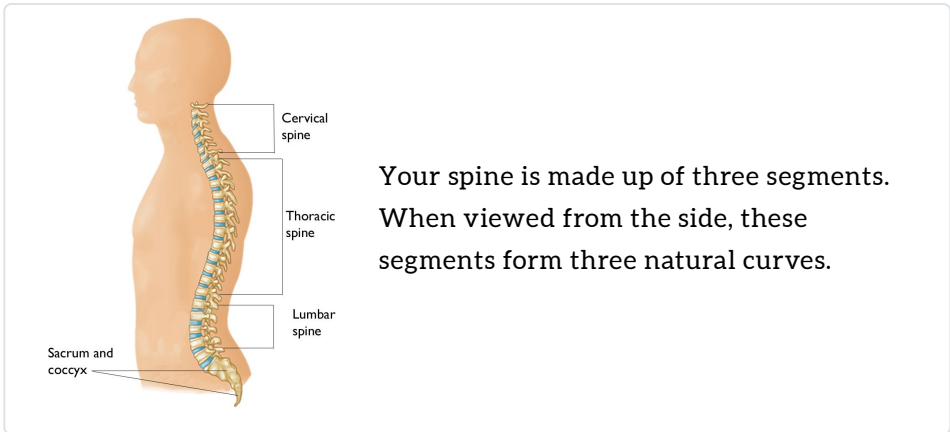 Cervical
spine
Thoracic
spine
Lumbar
spine
Sacrum and
coccyx
Your spine is made up of three segments.
When viewed from the side, these
segments form three natural curves.